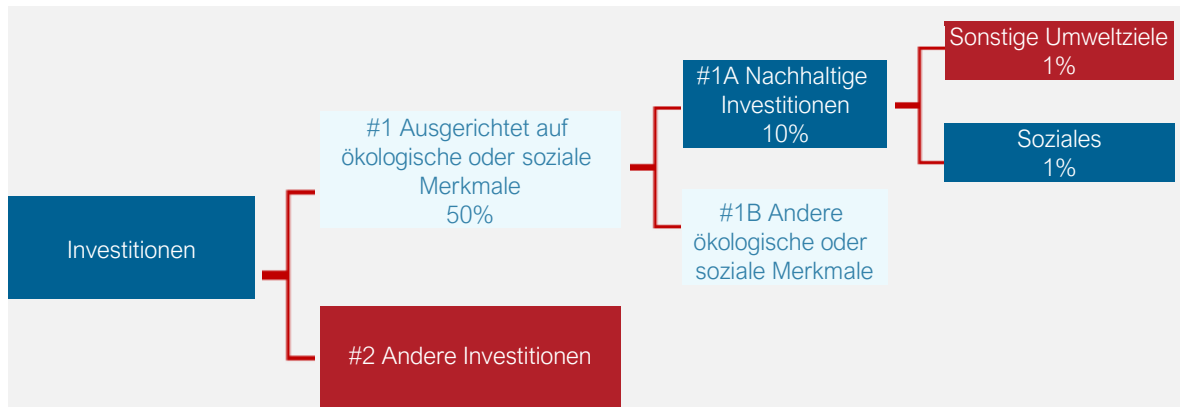 Investitionen
#1 Ausgerichtet auf
ökologische oder soziale
Merkmale
50%
#2 Andere Investitionen
#1A Nachhaltige
Investitionen
10%
#1B Andere
ökologische oder
soziale Merkmale
Sonstige Umweltziele
1%
Soziales
1%